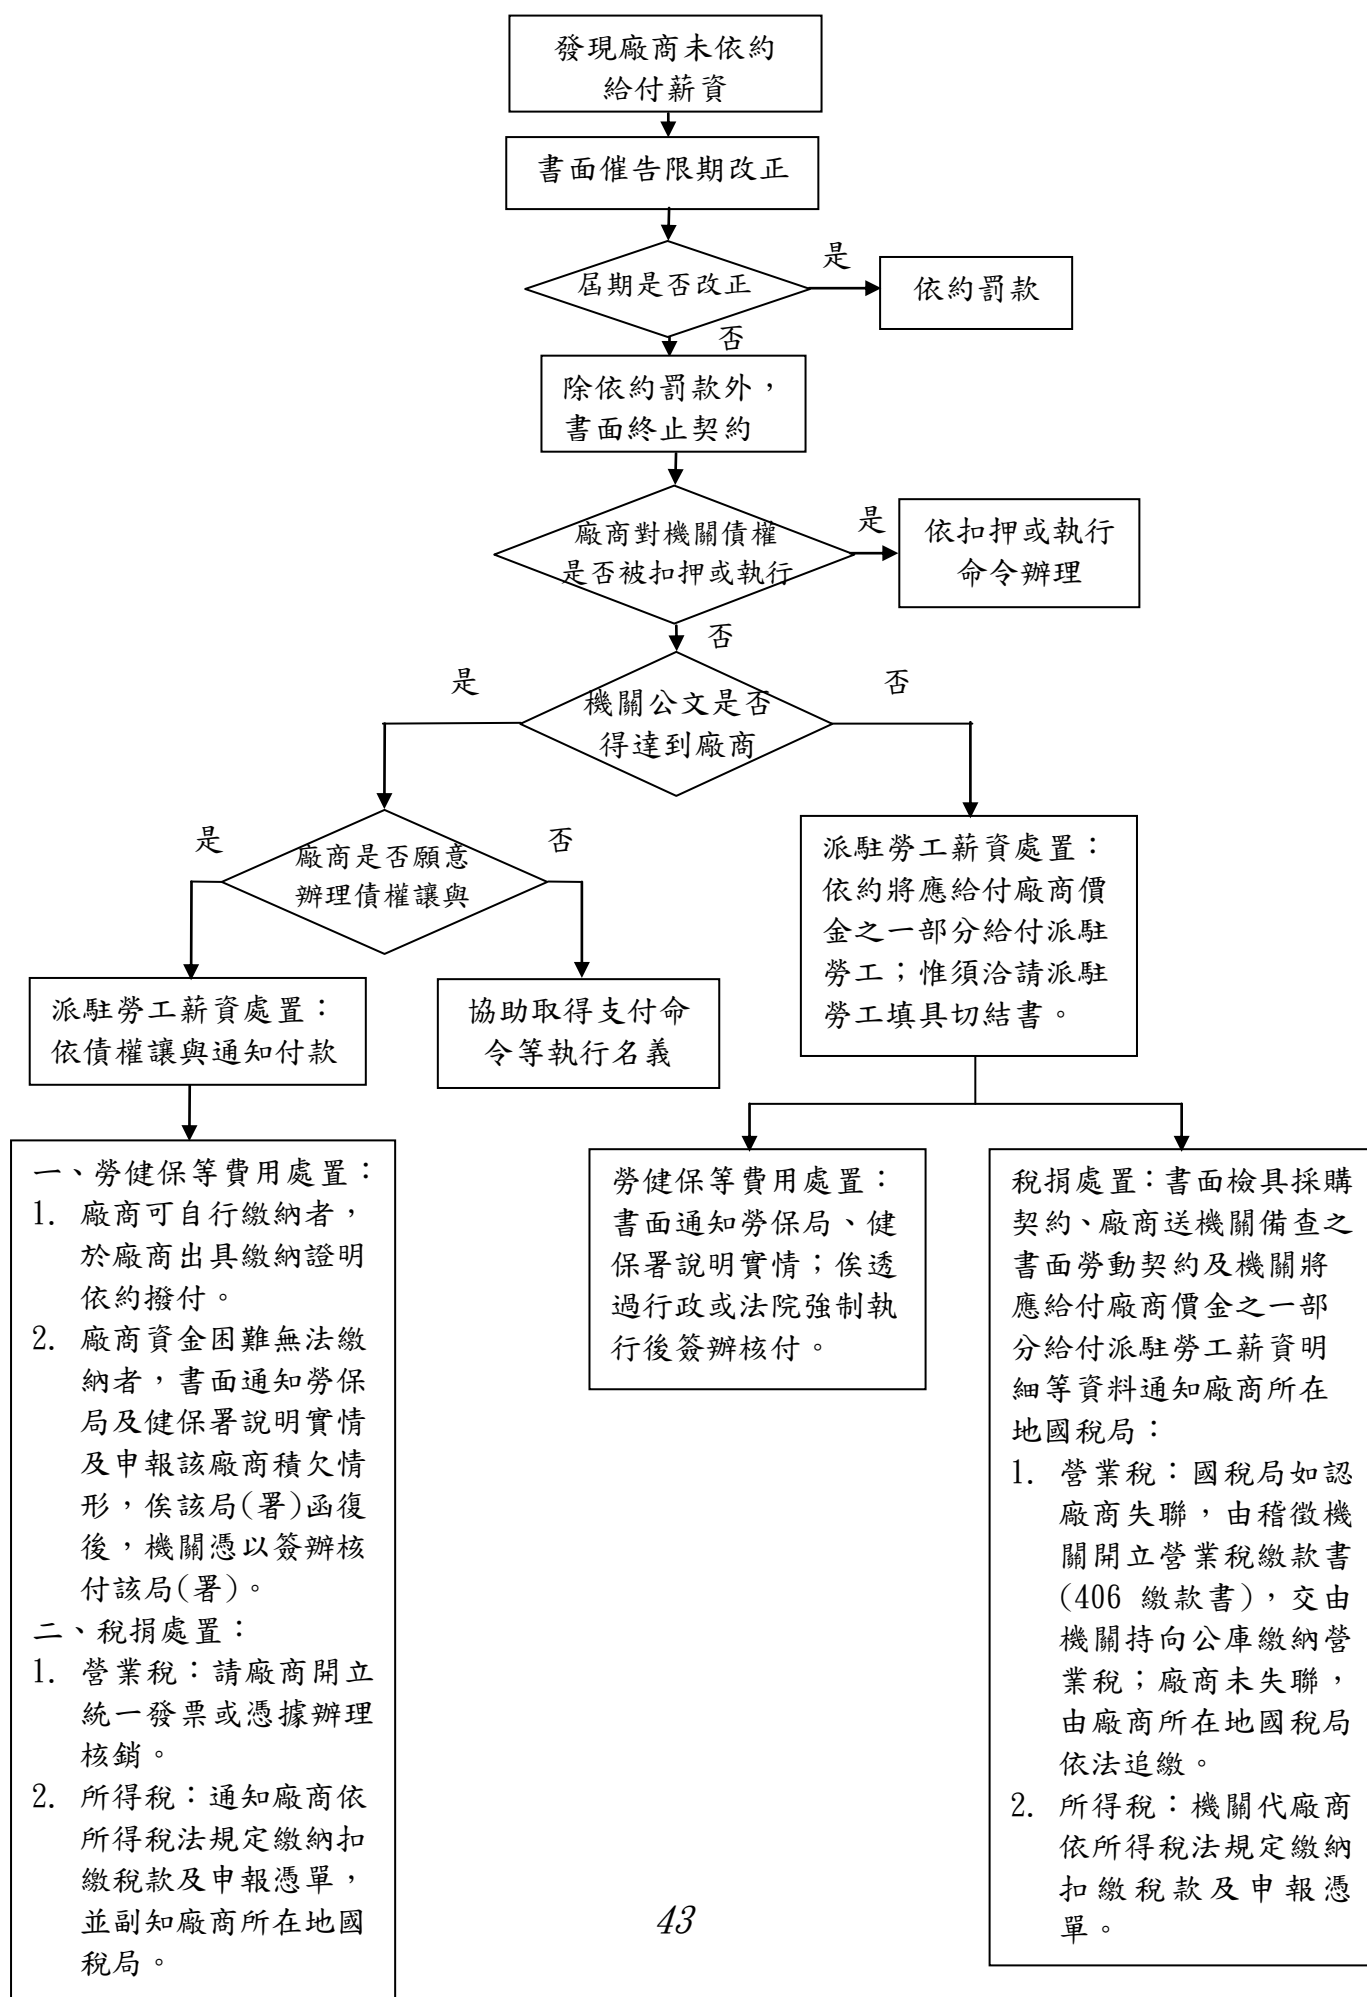 發現廠商未依約
給付薪資
書面催告限期改正
屆期是否改正
是
依約罰款
否
除依約罰款外，
書面終止契約
廠商對機關債權
是否被扣押或執行
是
依扣押或執行
命令辦理
否
機關公文是否
得達到廠商
是
否
廠商是否願意
辦理債權讓與
是
否
派駐勞工薪資處置：
依債權讓與通知付款
協助取得支付命
令等執行名義
派駐勞工薪資處置：
依約將應給付廠商價
金之一部分給付派駐
勞工；惟須洽請派駐
勞工填具切結書。
一、勞健保等費用處置：
1. 廠商可自行繳納者，
於廠商出具繳納證明
依約撥付。
2. 廠商資金困難無法繳
納者，書面通知勞保
局及健保署說明實情
及申報該廠商積欠情
形，俟該局(署)函復
後，機關憑以簽辦核
付該局(署)。
二、稅捐處置：
1. 營業稅：請廠商開立
統一發票或憑據辦理
核銷。
2. 所得稅：通知廠商依
所得稅法規定繳納扣
繳稅款及申報憑單，
並副知廠商所在地國
稅局。
勞健保等費用處置：
書面通知勞保局、健
保署說明實情；俟透
過行政或法院強制執
行後簽辦核付。
稅捐處置：書面檢具採購
契約、廠商送機關備查之
書面勞動契約及機關將
應給付廠商價金之一部
分給付派駐勞工薪資明
細等資料通知廠商所在
地國稅局：
1. 營業稅：國稅局如認
廠商失聯，由稽徵機
關開立營業稅繳款書
(406 繳款書)，交由
機關持向公庫繳納營
業稅；廠商未失聯，
由廠商所在地國稅局
依法追繳。
2. 所得稅：機關代廠商
依所得稅法規定繳納
扣繳稅款及申報憑
單。
43